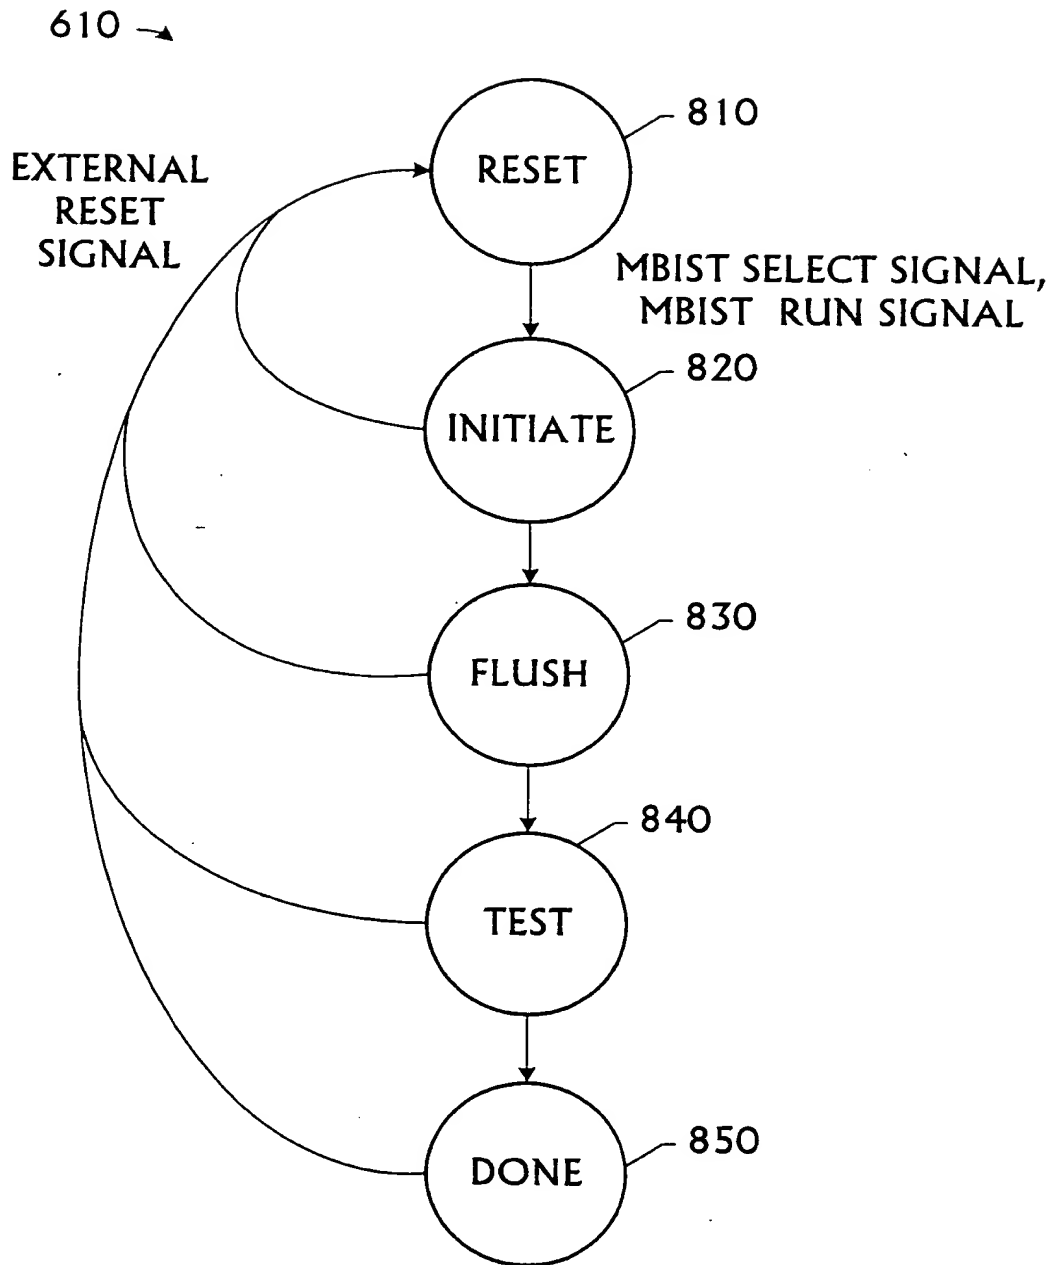 610
810
RESET
EXTERNAL
RESET
SIGNAL
MBIST SELECT SIGNAL,
MBIST RUN SIGNAL
820
INITIATE
830
FLUSH
840
TEST
850
DONE